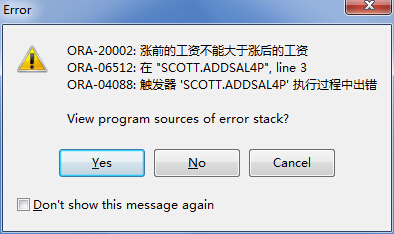 Error
ORA-20002: 涨前的工资不能大于涨后的工资
ORA-06512: 在 "SCOTT.ADDSAL4P", line 3
ORA-04088: 触发器 'SCOTT.ADDSAL4P' 执行过程中出错
View program sources of error stack?
Yes No Cancel
Don't show this message again